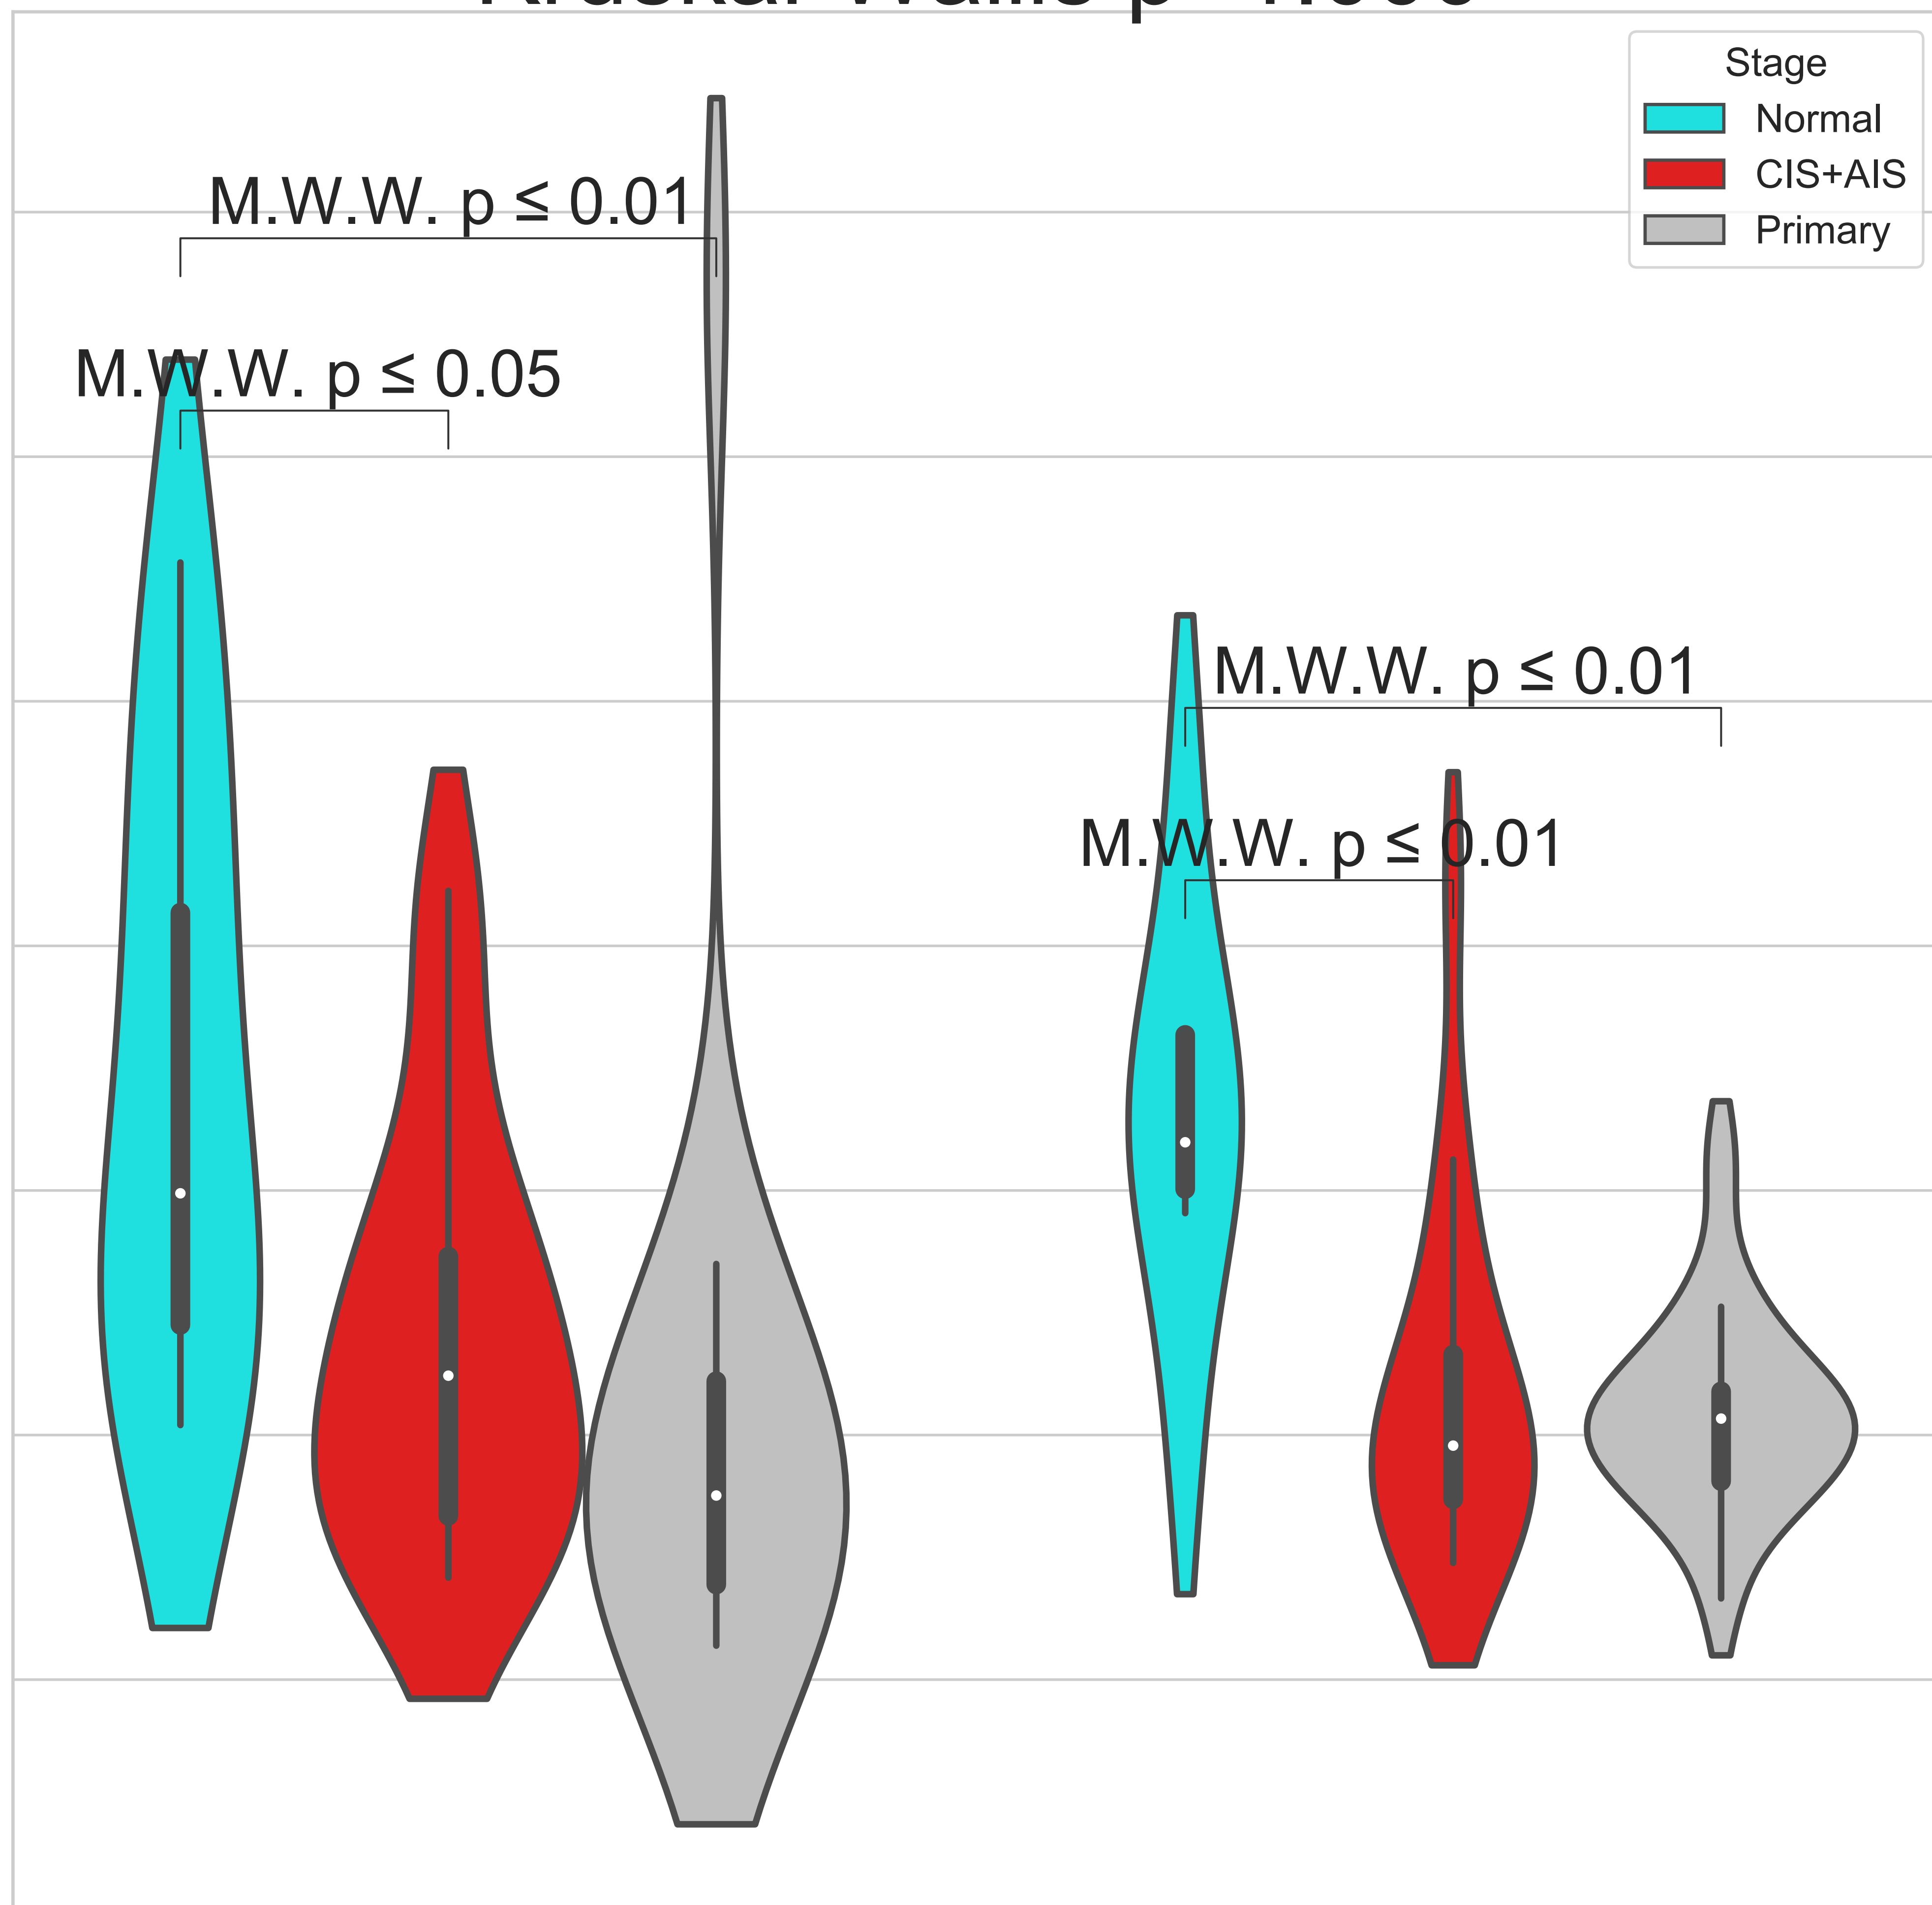 Stage
Normal
CIS+AIS
Primary
M.W.W. p ≤ 0.01
M.W.W. p ≤ 0.05
M.W.W. p ≤ 0.01
M.W.W. p ≤ 0.01